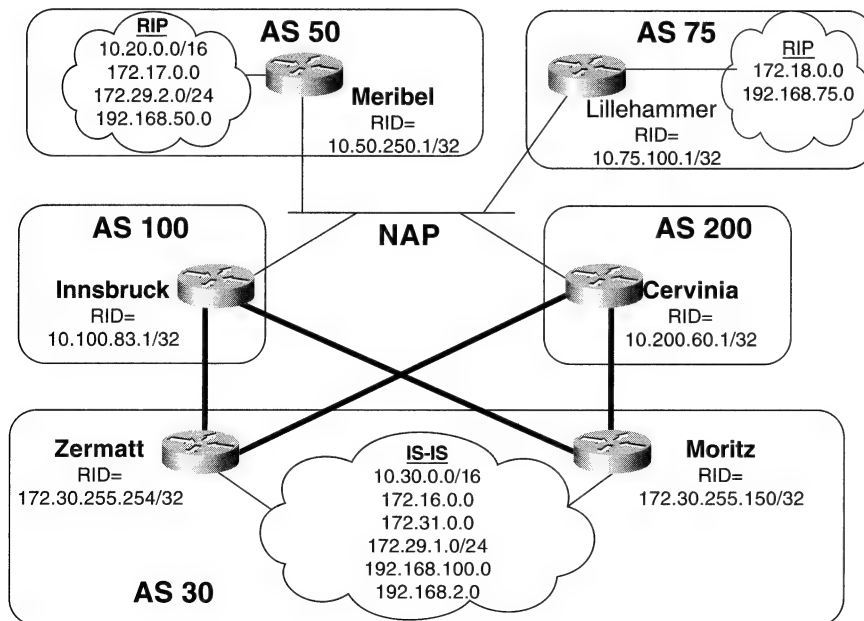 RIP
10.20.0.0/16
172.17.0.0
172.29.2.0/24
192.168.50.0
AS 50
Meribel
RID=
10.50.250.1/32
AS 75
RIP
172.18.0.0
192.168.75.0
Lillehammer
RID=
10.75.100.1/32
NAP
AS 100
Innsbruck
RID=
10.100.83.1/32
AS 200
Cervinia
RID=
10.200.60.1/32
Zermatt
RID=
172.30.255.254/32
IS-IS
10.30.0.0/16
172.16.0.0
172.31.0.0
172.29.1.0/24
192.168.100.0
192.168.2.0
Moritz
RID=
172.30.255.150/32
AS 30